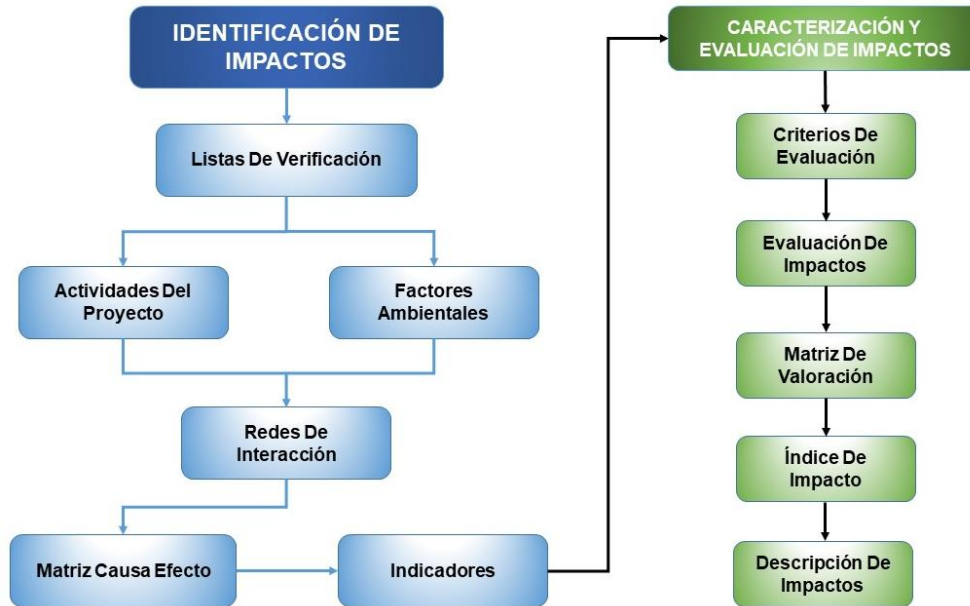 IDENTIFICACIÓN DE
IMPACTOS
Listas De Verificación
Actividades Del
Proyecto
Factores
Ambientales
Redes De
Interacción
Matriz Causa Efecto
Indicadores
CARACTERIZACIÓN Y
EVALUACIÓN DE IMPACTOS
Criterios De
Evaluación
Evaluación De
Impactos
Matriz De
Valoración
Índice De
Impacto
Descripción De
Impactos